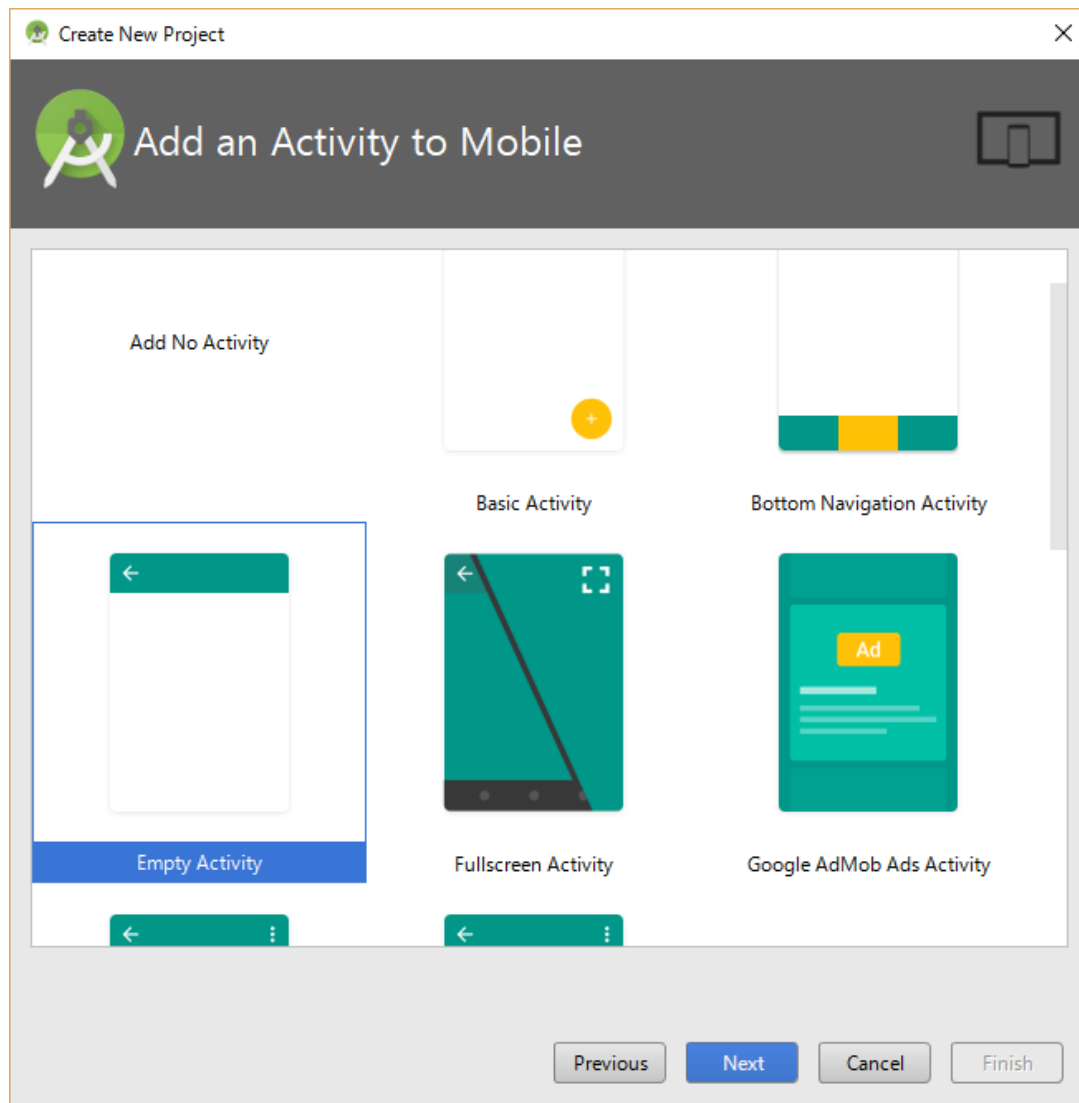 Create New Project
Add an Activity to Mobile
Add No Activity
Basic Activity
Bottom Navigation Activity
Ad
Empty Activity
Fullscreen Activity
Google AdMob Ads Activity
Previous
Next
Cancel
Finish